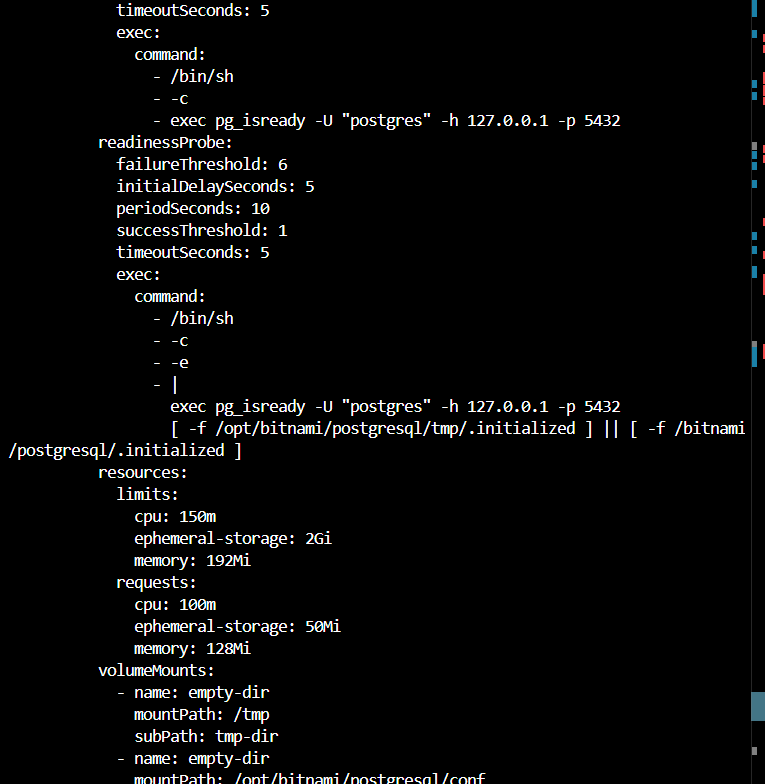 timeoutSeconds: 5
            exec:
              command:
                - /bin/sh
                - -c
                - exec pg_isready -U "postgres" -h 127.0.0.1 -p 5432
          readinessProbe:
            failureThreshold: 6
            initialDelaySeconds: 5
            periodSeconds: 10
            successThreshold: 1
            timeoutSeconds: 5
            exec:
              command:
                - /bin/sh
                - -c
                - -e
                - |
                  exec pg_isready -U "postgres" -h 127.0.0.1 -p 5432
                  [ -f /opt/bitnami/postgresql/tmp/.initialized ] || [ -f /bitnami
/postgresql/.initialized ]
          resources:
            limits:
              cpu: 150m
              ephemeral-storage: 2Gi
              memory: 192Mi
            requests:
              cpu: 100m
              ephemeral-storage: 50Mi
              memory: 128Mi
          volumeMounts:
            - name: empty-dir
              mountPath: /tmp
              subPath: tmp-dir
            - name: empty-dir
              mountPath: /opt/bitnami/postgresql/conf